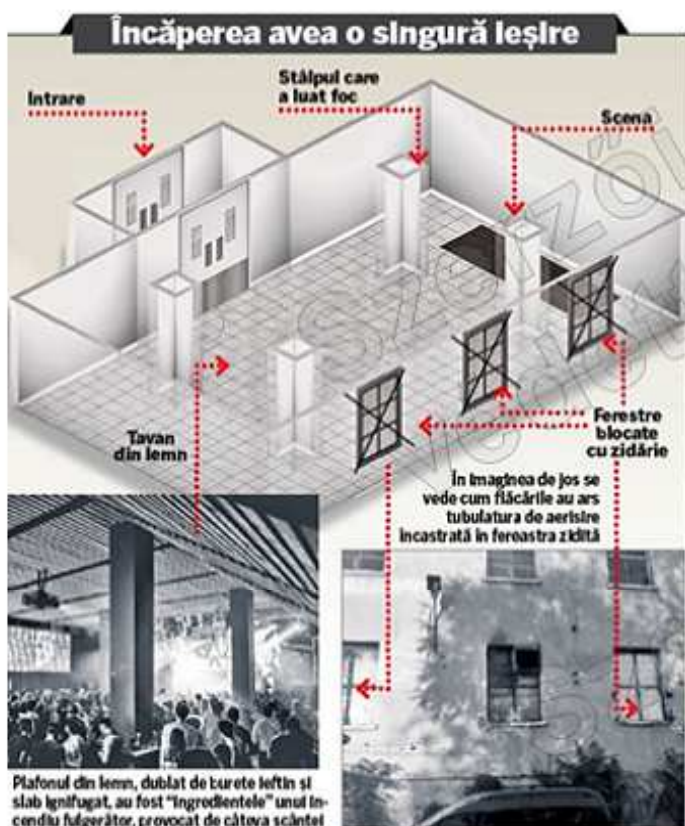 Încăperea avea o singură ieșire
Intrare
Stâlpul care
a luat foc
Scena
Tavan
din lemn
Ferestre
blocate
cu zidărie
În imaginea de jos se
vede cum flăcările au ars
tubulatura de aerisire
încastrată în fereastra zidită
Plafonul din lemn, dublat de burete ieftin și
slab ignifugat, au fost "ingredientele" unui in-
cendiu fulgerător, provocat de câteva scântei
Szerzői